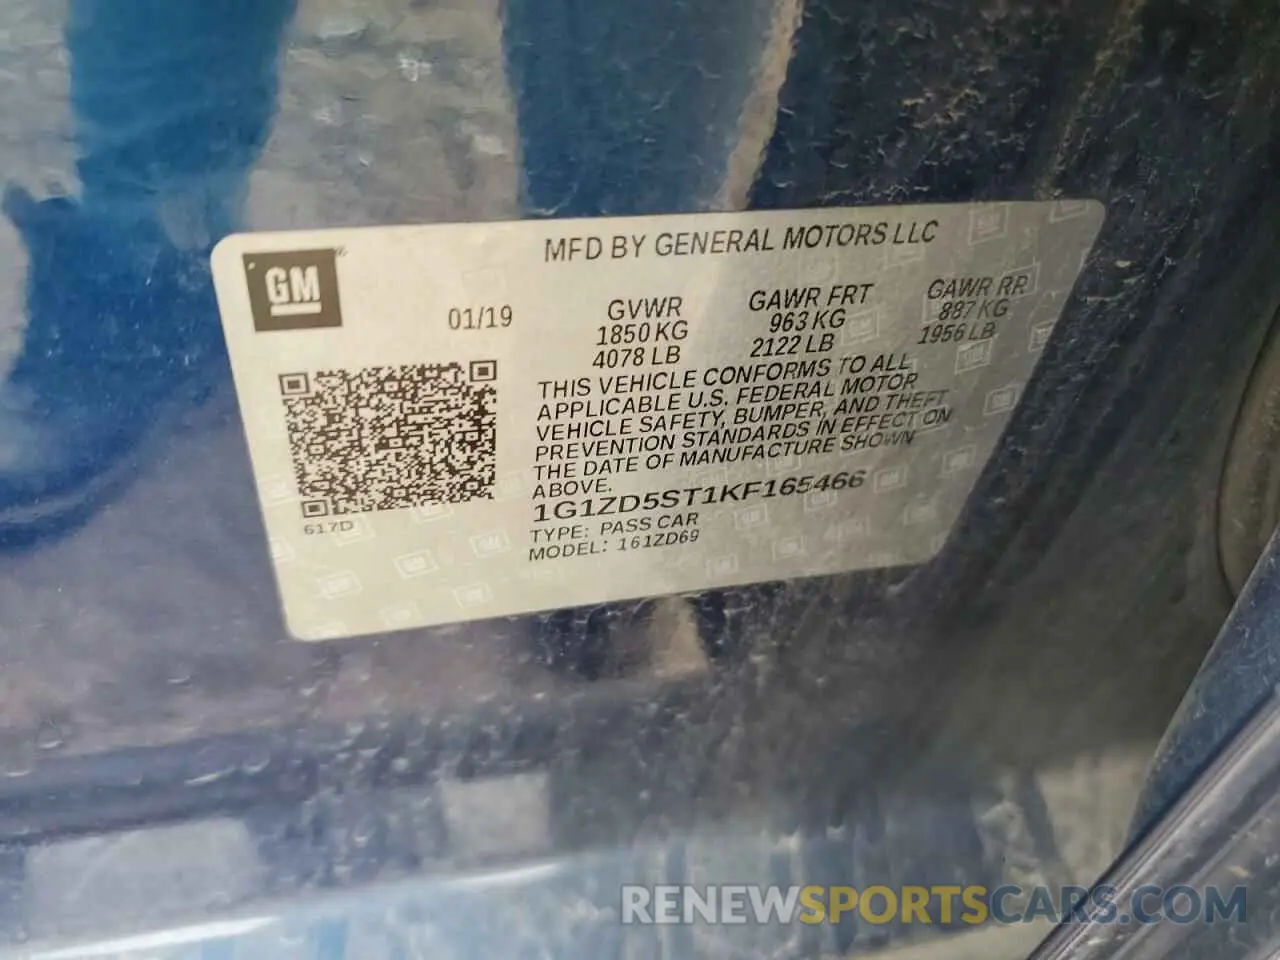 GM
MFD BY GENERAL MOTORS LLC
01/19
GVWR
1850 KG
4078 LB
GAWR FRT
963 KG
2122 LB
GAWR RR
887 KG
1956 LB
THIS VEHICLE CONFORMS TO ALL
APPLICABLE U.S. FEDERAL MOTOR
VEHICLE SAFETY, BUMPER, AND THEFT
PREVENTION STANDARDS IN EFFECT ON
THE DATE OF MANUFACTURE SHOWN
ABOVE.
1G1ZD5ST1KF165466
TYPE: PASS CAR
MODEL: 161ZD69
617D
RENEWSPORTSCARS.COM